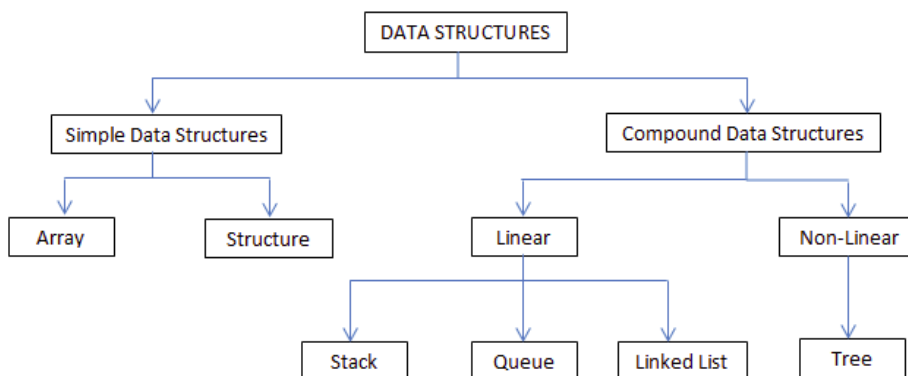 DATA STRUCTURES
Simple Data Structures
Compound Data Structures
Array
Structure
Linear
Non-Linear
Stack
Queue
Linked List
Tree